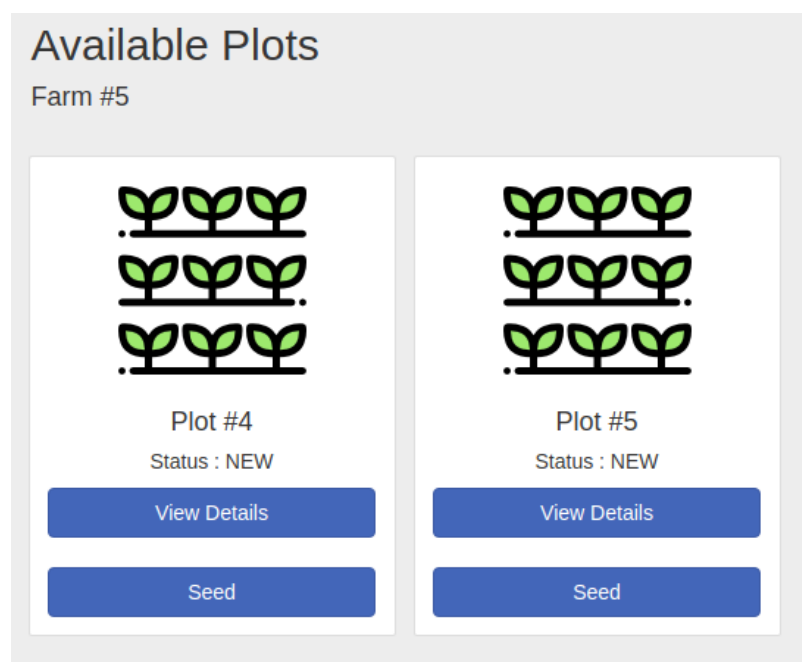 Available Plots
Farm #5
Plot #4
Status : NEW
View Details
Seed
Plot #5
Status : NEW
View Details
Seed